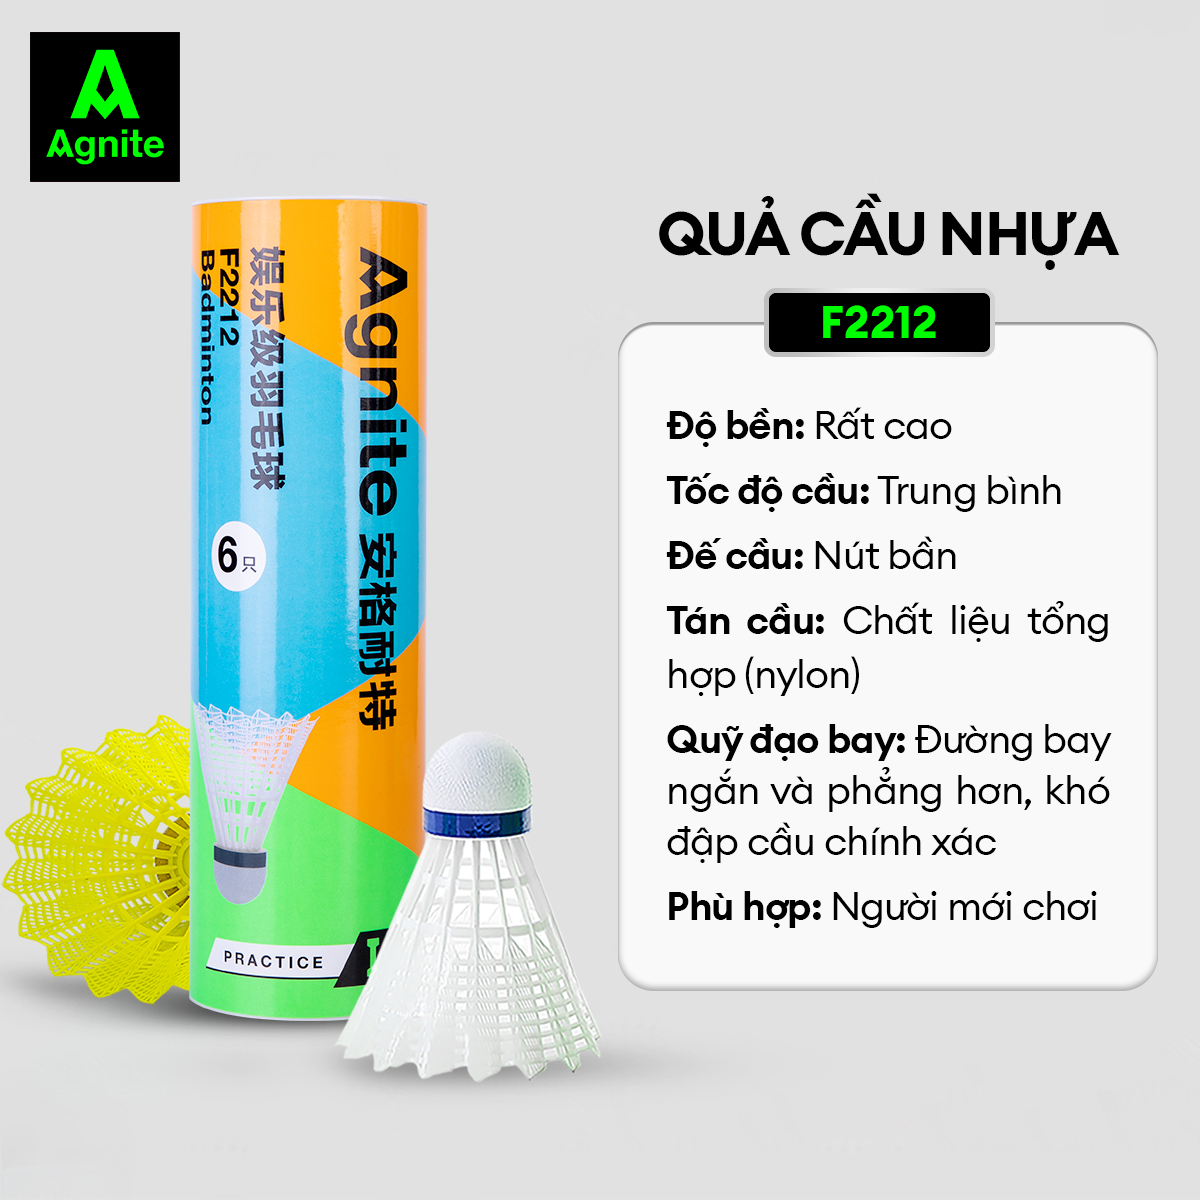 Agnite
QUẢ CẦU NHỰA
F2212
Độ bền: Rất cao
Tốc độ cầu: Trung bình
Đế cầu: Nút bần
Tán cầu: Chất liệu tổng
hợp (nylon)
Quỹ đạo bay: Đường bay
ngắn và phẳng hơn, khó
đập cầu chính xác
Phù hợp: Người mới chơi
Agnite 安格耐特
娱乐级羽毛球
F2212
Badminton
6只
PRACTICE